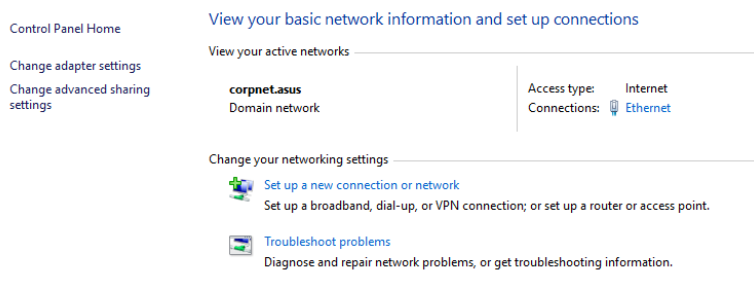 Control Panel Home
Change adapter settings
Change advanced sharing
settings
View your basic network information and set up connections
View your active networks
corpnet.asus
Domain network
Access type: Internet
Connections: Ethernet
Change your networking settings
Set up a new connection or network
Set up a broadband, dial-up, or VPN connection; or set up a router or access point.
Troubleshoot problems
Diagnose and repair network problems, or get troubleshooting information.